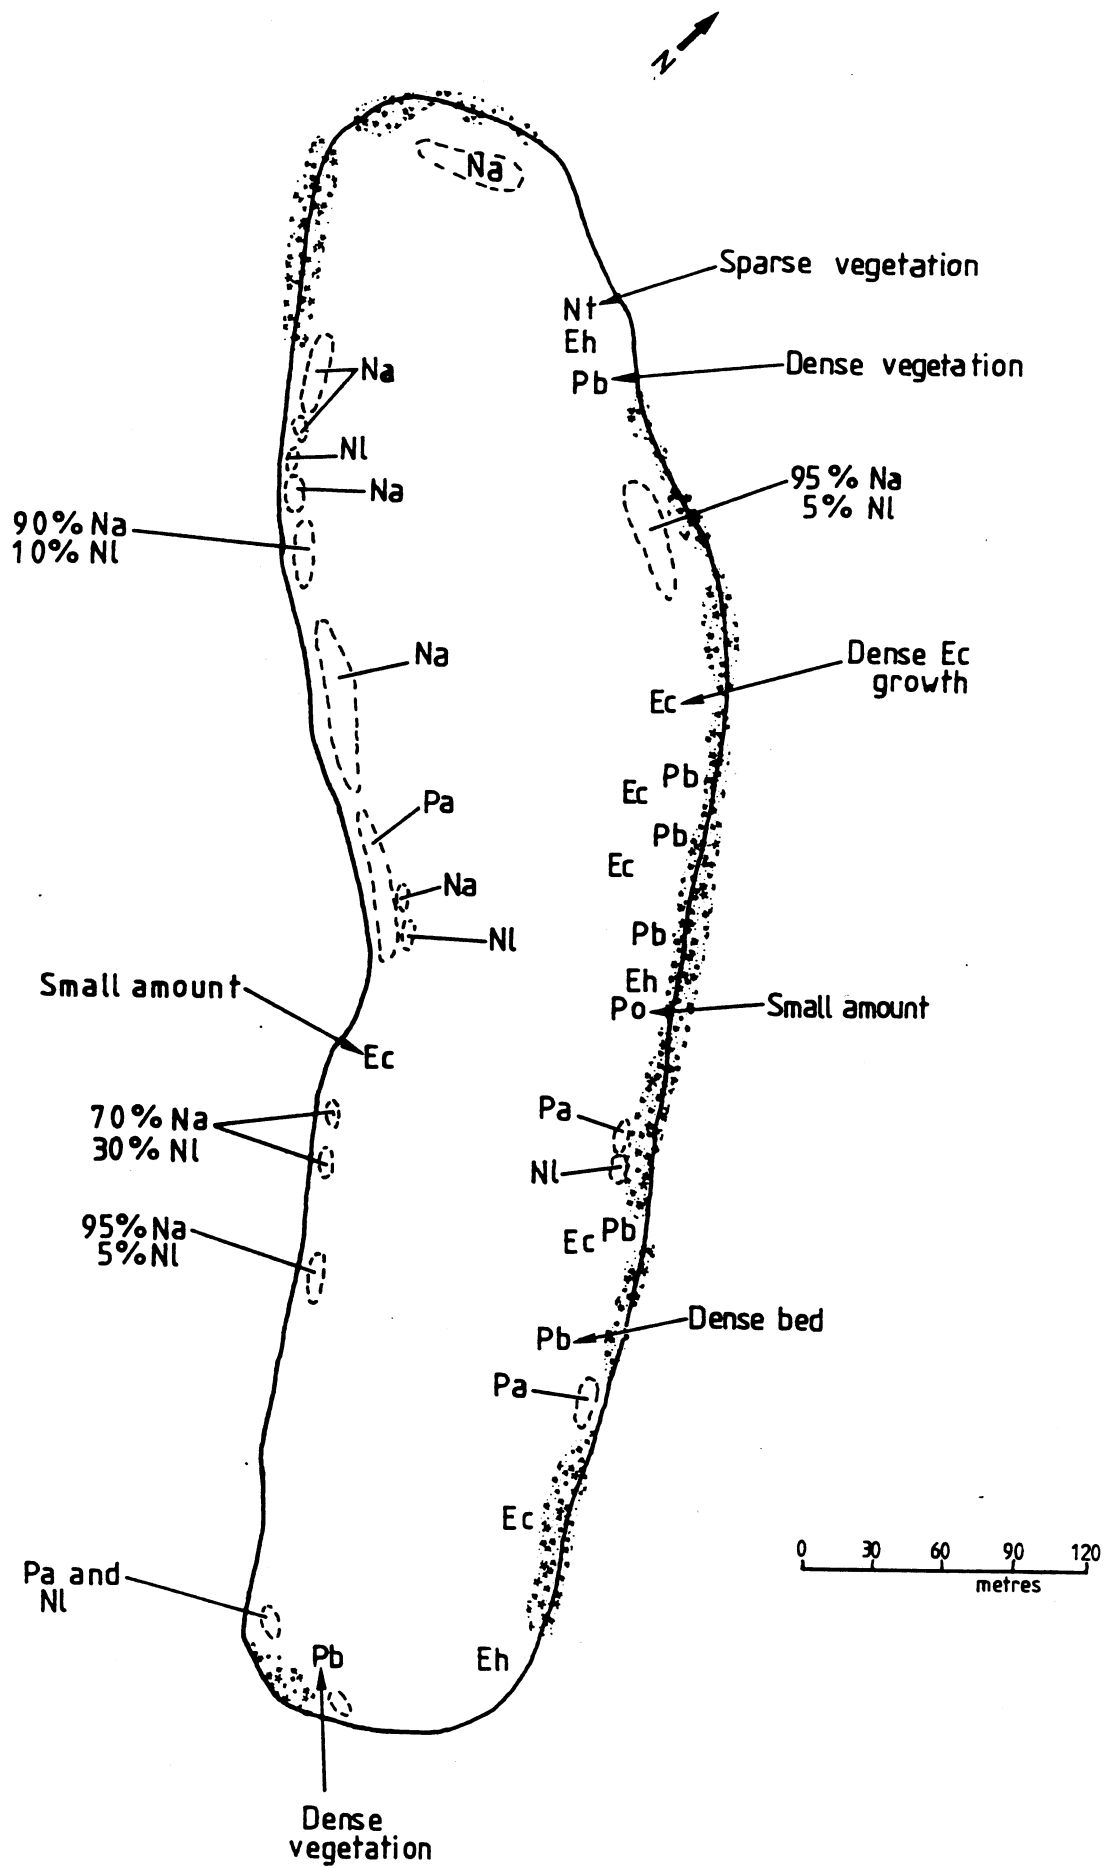 N
Na
Sparse vegetation
Nt
Eh
Dense vegetation
Pb
Na
Nl
Na
95% Na
5% Nl
90% Na
10% Nl
Na
Dense Ec
growth
Ec
Pb
Ec
Pa
Pb
Ec
Na
Pb
Nl
Eh
Small amount
Po
Small amount
Ec
70% Na
30% Nl
Pa
Nl
95% Na
5% Nl
Ec Pb
Pb
Dense bed
Pa
Ec
0 30 60 90 120
metres
Pa and
Nl
Pb
Eh
Dense
vegetation